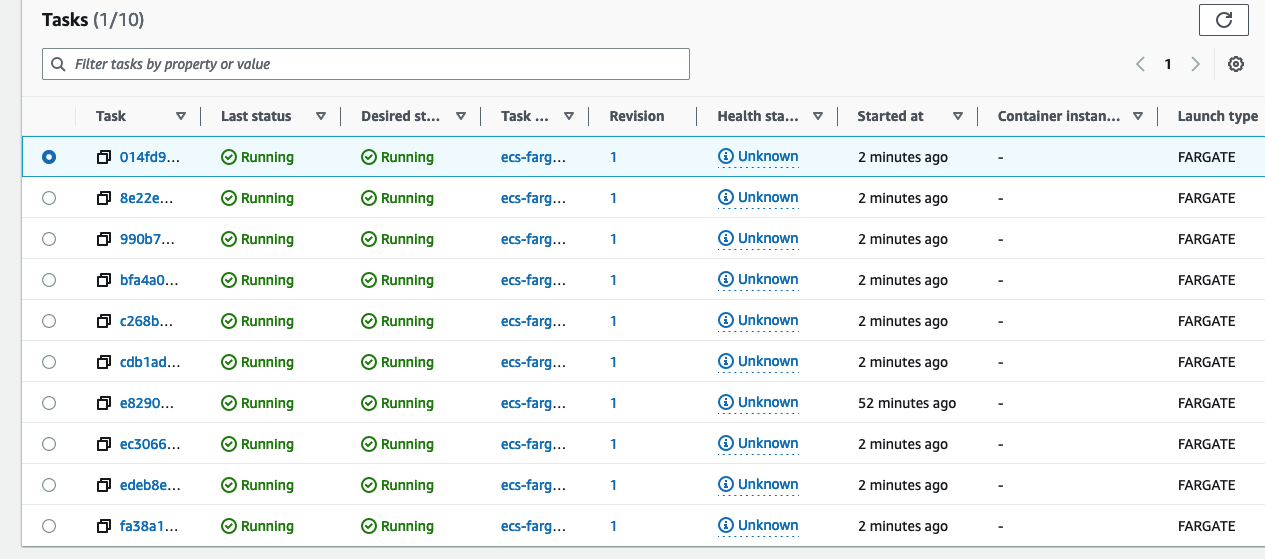 Tasks (1/10)
Filter tasks by property or value
1
Task Last status Desired st... Task ... Revision Health sta... Started at Container instan... Launch type
014fd9... Running Running ecs-farg... 1 Unknown 2 minutes ago - FARGATE
8e22e... Running Running ecs-farg... 1 Unknown 2 minutes ago - FARGATE
990b7... Running Running ecs-farg... 1 Unknown 2 minutes ago - FARGATE
bfa4a0... Running Running ecs-farg... 1 Unknown 2 minutes ago - FARGATE
c268b... Running Running ecs-farg... 1 Unknown 2 minutes ago - FARGATE
cdb1ad... Running Running ecs-farg... 1 Unknown 2 minutes ago - FARGATE
e8290... Running Running ecs-farg... 1 Unknown 52 minutes ago - FARGATE
ec3066... Running Running ecs-farg... 1 Unknown 2 minutes ago - FARGATE
edeb8e... Running Running ecs-farg... 1 Unknown 2 minutes ago - FARGATE
fa38a1... Running Running ecs-farg... 1 Unknown 2 minutes ago - FARGATE